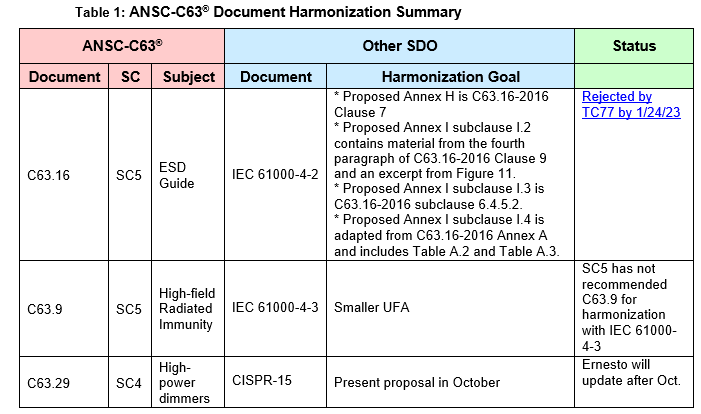 Table 1: ANSC-C63® Document Harmonization Summary
ANSC-C63®
Other SDO
Status
Document
SC
Subject
Document
Harmonization Goal
C63.16
SC5
ESD
Guide
IEC 61000-4-2
* Proposed Annex H is C63.16-2016
Clause 7
* Proposed Annex I subclause I.2
contains material from the fourth
paragraph of C63.16-2016 Clause 9
and an excerpt from Figure 11.
* Proposed Annex I subclause I.3 is
C63.16-2016 subclause 6.4.5.2.
* Proposed Annex I subclause I.4 is
adapted from C63.16-2016 Annex A
and includes Table A.2 and Table A.3.
Rejected by
TC77 by 1/24/23
C63.9
SC5
High-field
Radiated
Immunity
IEC 61000-4-3
Smaller UFA
SC5 has not
recommended
C63.9 for
harmonization
with IEC 61000-
4-3
C63.29
SC4
High-
power
dimmers
CISPR-15
Present proposal in October
Ernesto will
update after Oct.